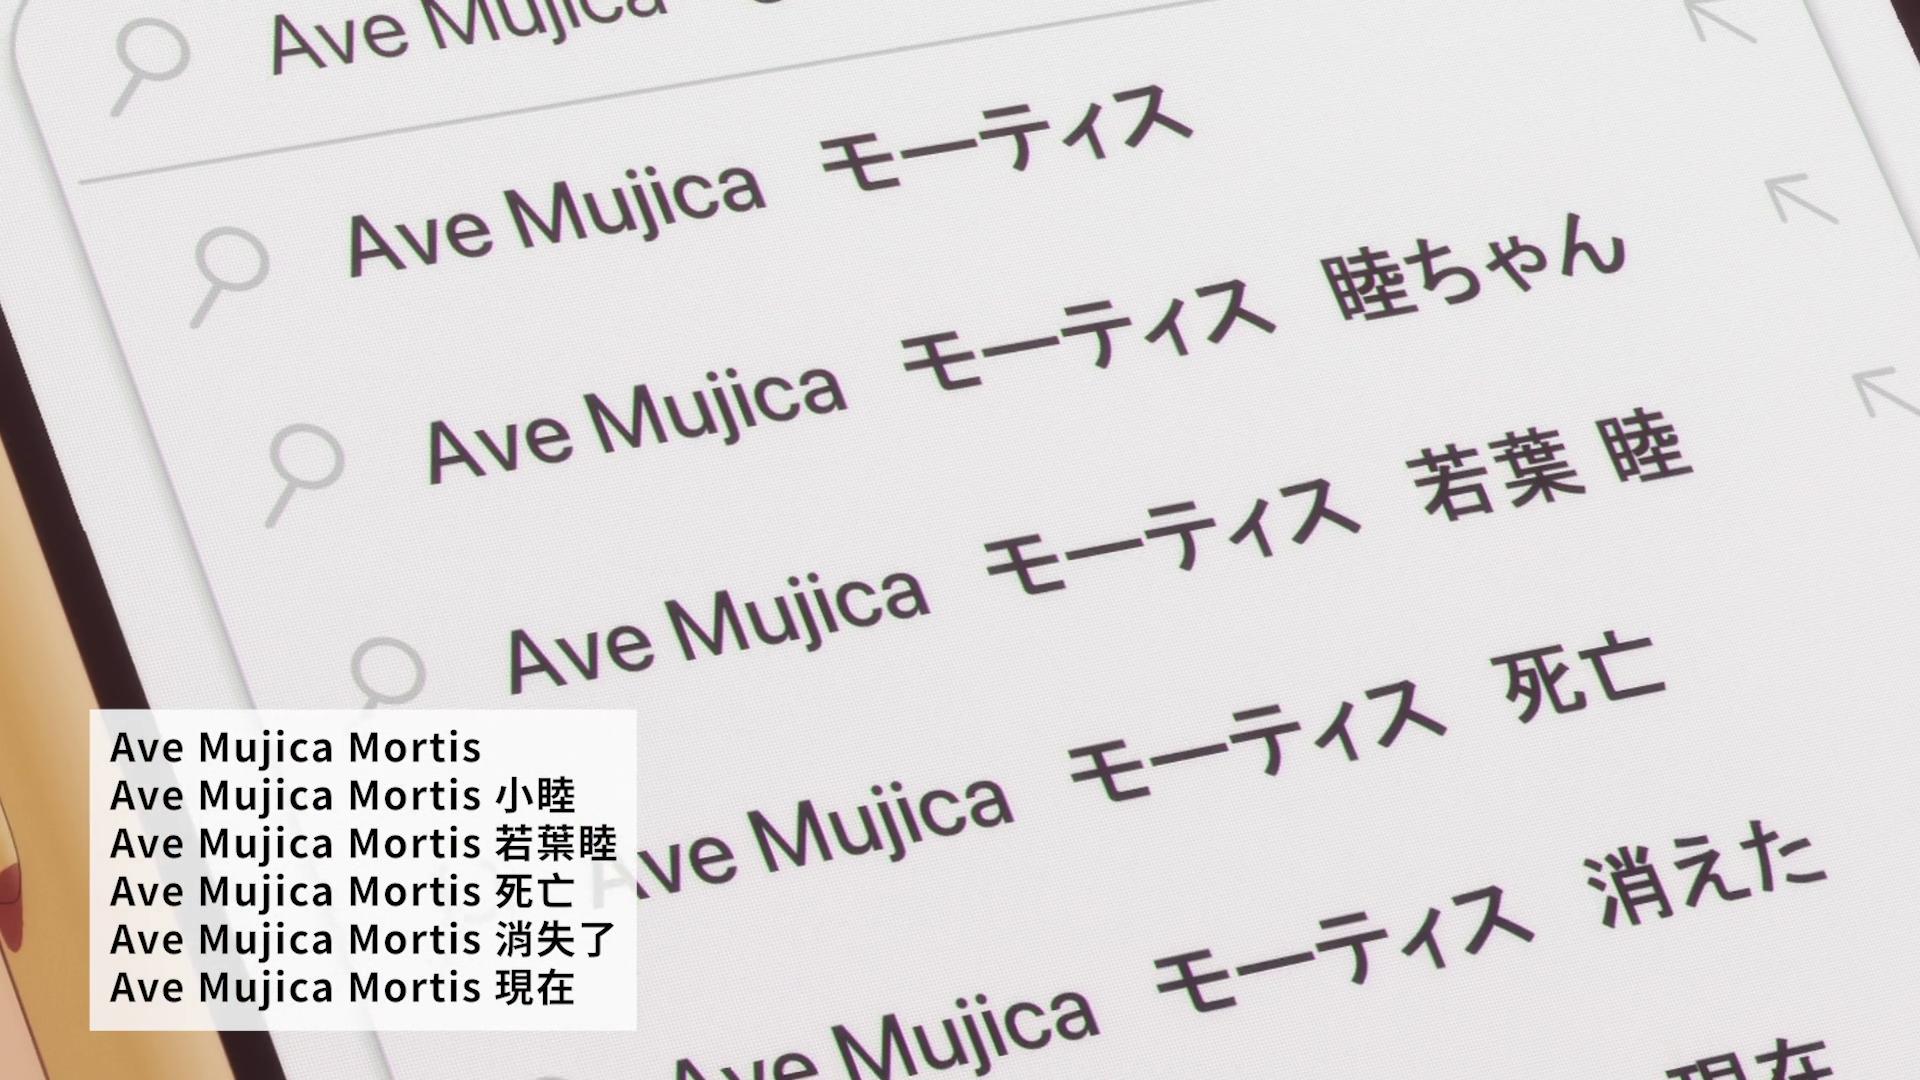 Ave Mujica
Ave Mujica モーティス
Ave Mujica モーティス 睦ちゃん
Ave Mujica モーティス 若葉 睦
Ave Mujica モーティス 死亡
Ave Mujica モーティス 消えた
現在
Ave Mujica Mortis
Ave Mujica Mortis 小睦
Ave Mujica Mortis 若葉睦
Ave Mujica Mortis 死亡
Ave Mujica Mortis 消失了
Ave Mujica Mortis 現在